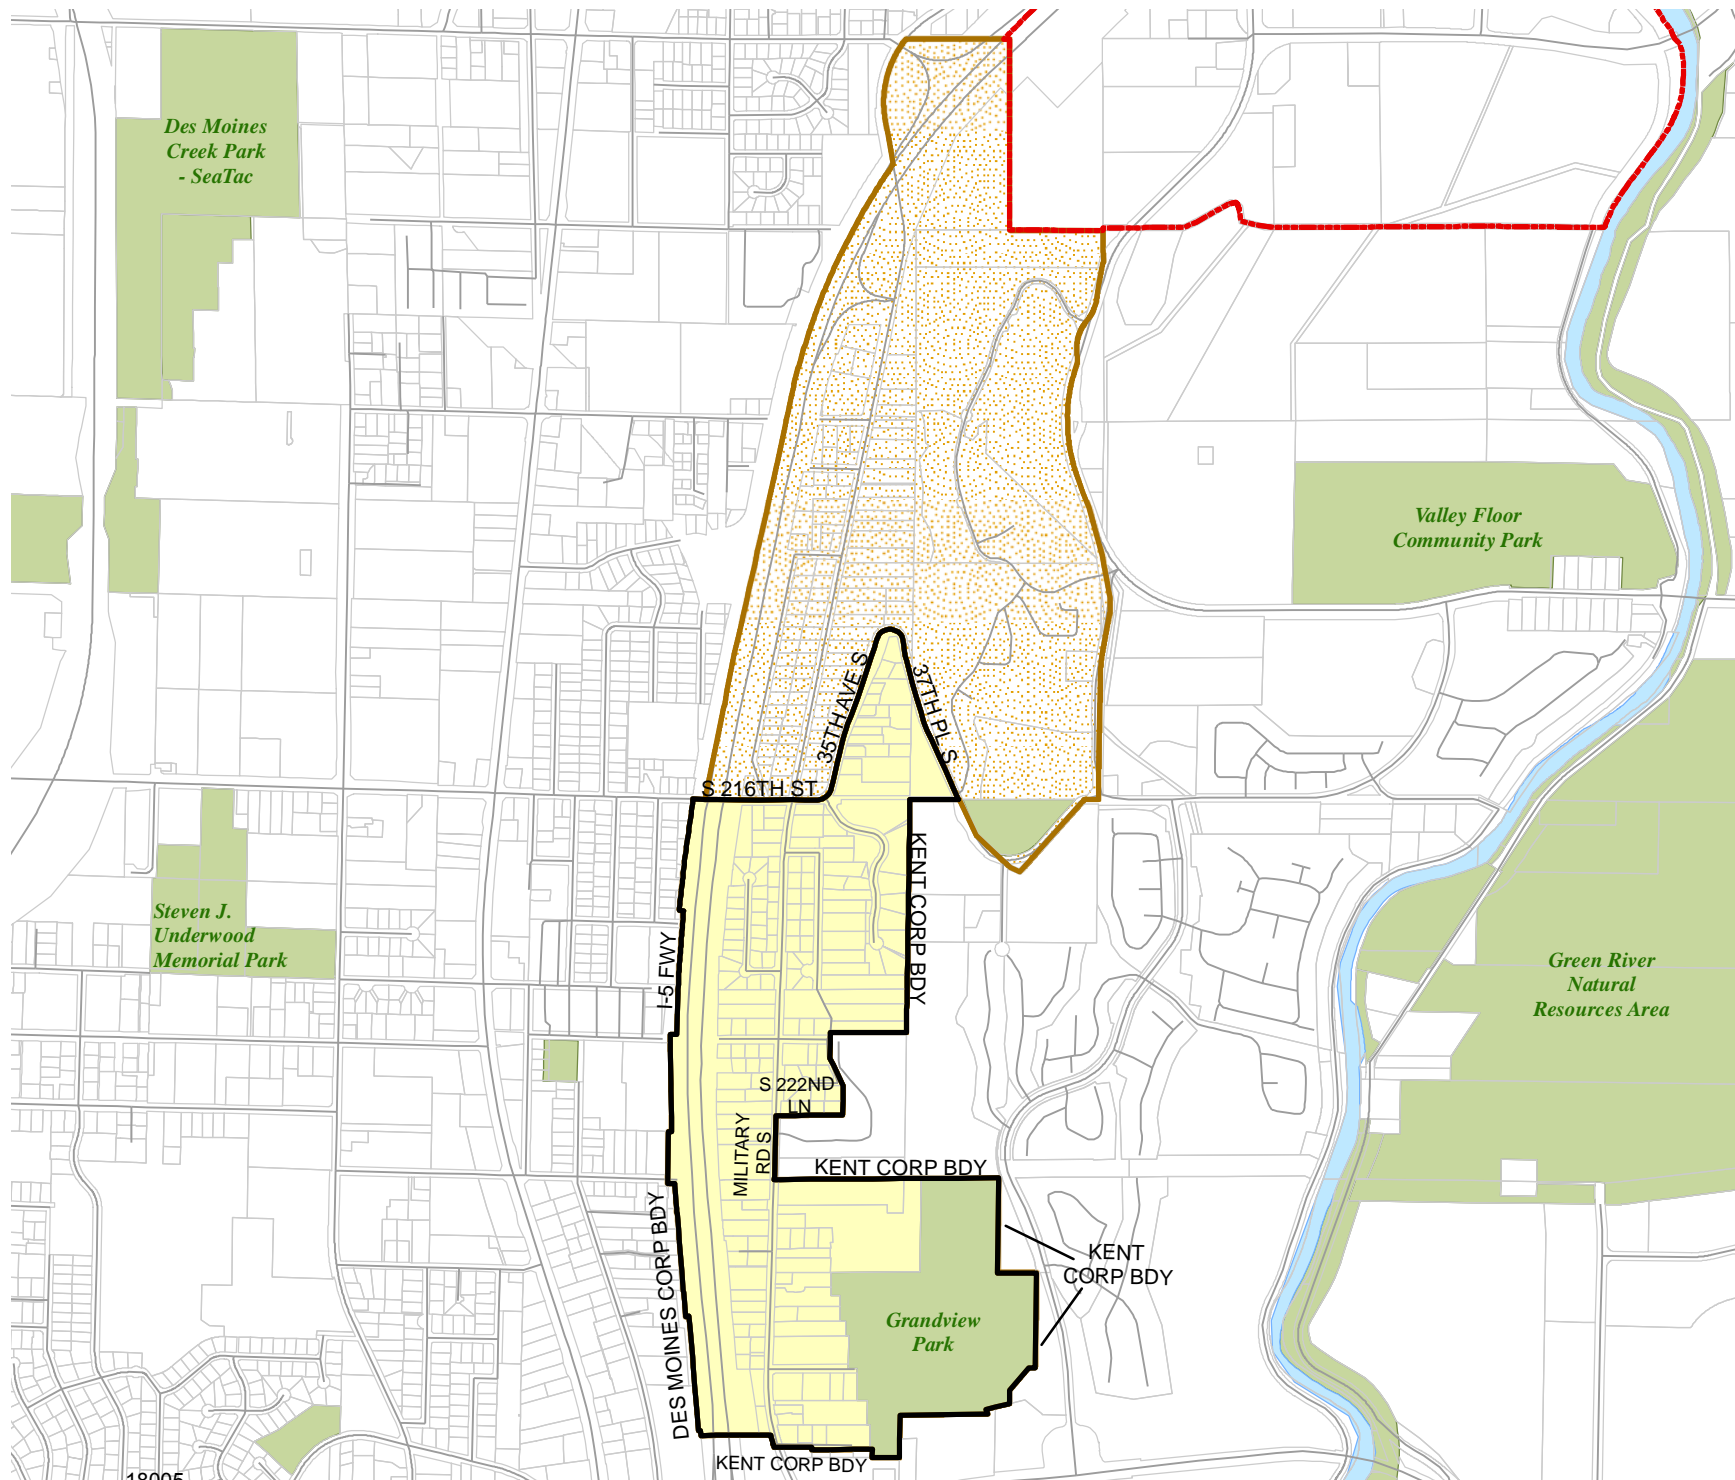 Des Moines
Creek Park
- SeaTac
Valley Floor
Community Park
35TH AVE S
37TH PL S
S 216TH ST
KENT CORP BDY
Steven J.
Underwood
Memorial Park
I-5 FWY
Green River
Natural
Resources Area
S 222ND
LN
MILITARY
RD S
KENT CORP BDY
DES MOINES CORP BDY
KENT
CORP BDY
Grandview
Park
KENT CORP BDY
18005